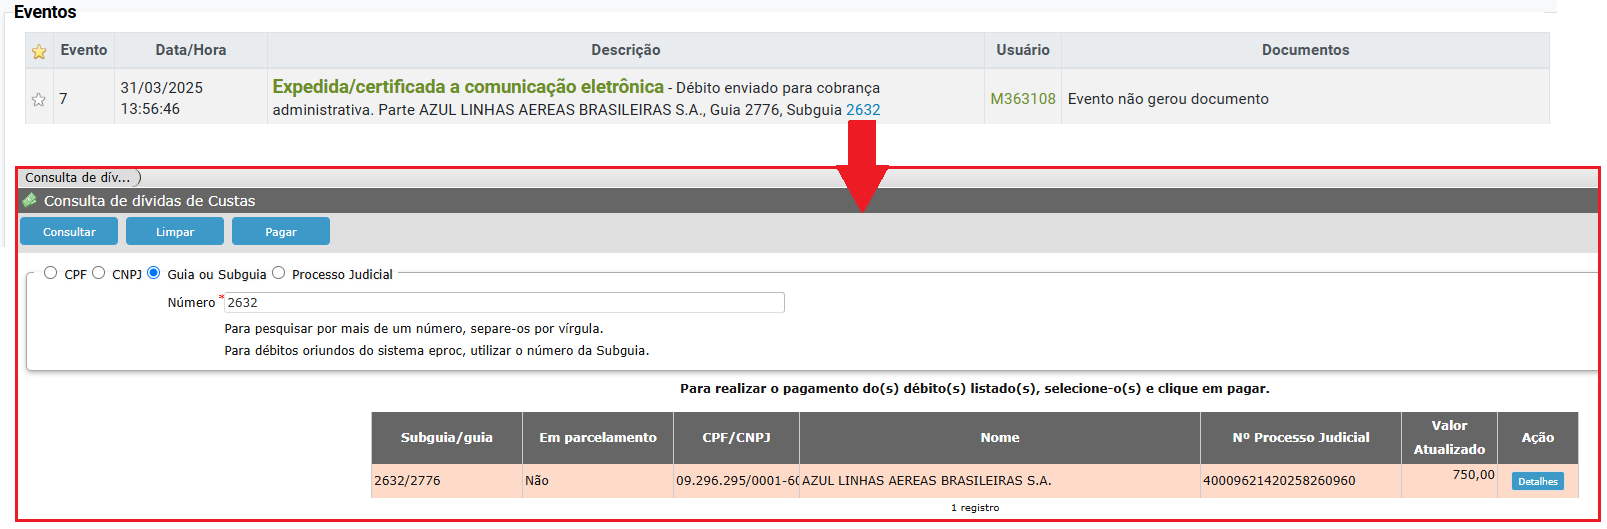 Eventos
Evento Data/Hora Descrição Usuário Documentos
7 31/03/2025 13:56:46 Expedida/certificada a comunicação eletrônica - Débito enviado para cobrança administrativa. Parte AZUL LINHAS AEREAS BRASILEIRAS S.A., Guia 2776, Subguia 2632 M363108 Evento não gerou documento
Consulta de dív...
Consulta de dívidas de Custas
Consultar Limpar Pagar
CPF CNPJ Guia ou Subguia Processo Judicial
Número * 2632
Para pesquisar por mais de um número, separe-os por vírgula.
Para débitos oriundos do sistema eproc, utilizar o número da Subguia.
Para realizar o pagamento do(s) débito(s) listado(s), selecione-o(s) e clique em pagar.
Subguia/guia Em parcelamento CPF/CNPJ Nome Nº Processo Judicial Valor Atualizado Ação
2632/2776 Não 09.296.295/0001-60 AZUL LINHAS AEREAS BRASILEIRAS S.A. 40009621420258260960 750,00 Detalhes
1 registro